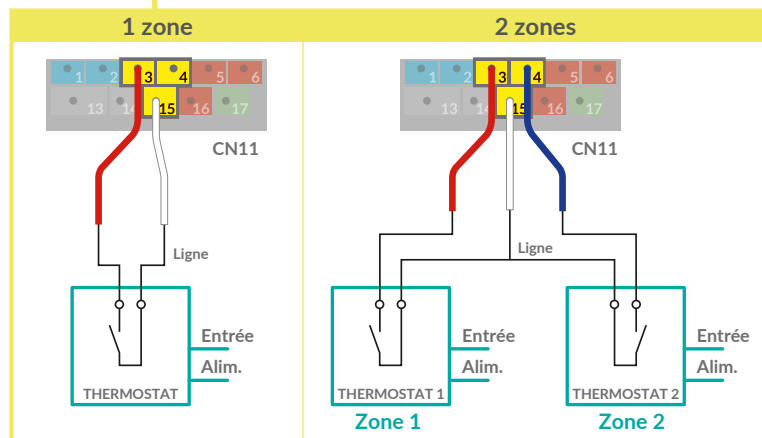 1 zone
2 zones
1 2 3 4 5 6
13 14 15 16 17
CN11
Ligne
Entrée
Alim.
THERMOSTAT
1 2 3 4 5 6
13 14 15 16 17
CN11
Ligne
Entrée
Alim.
THERMOSTAT 1
Zone 1
Entrée
Alim.
THERMOSTAT 2
Zone 2